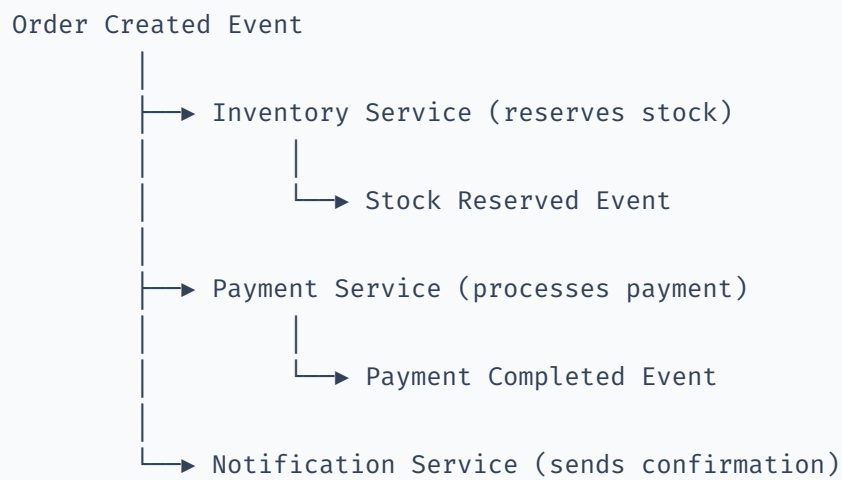 Order Created Event
Inventory Service (reserves stock)
Stock Reserved Event
Payment Service (processes payment)
Payment Completed Event
Notification Service (sends confirmation)